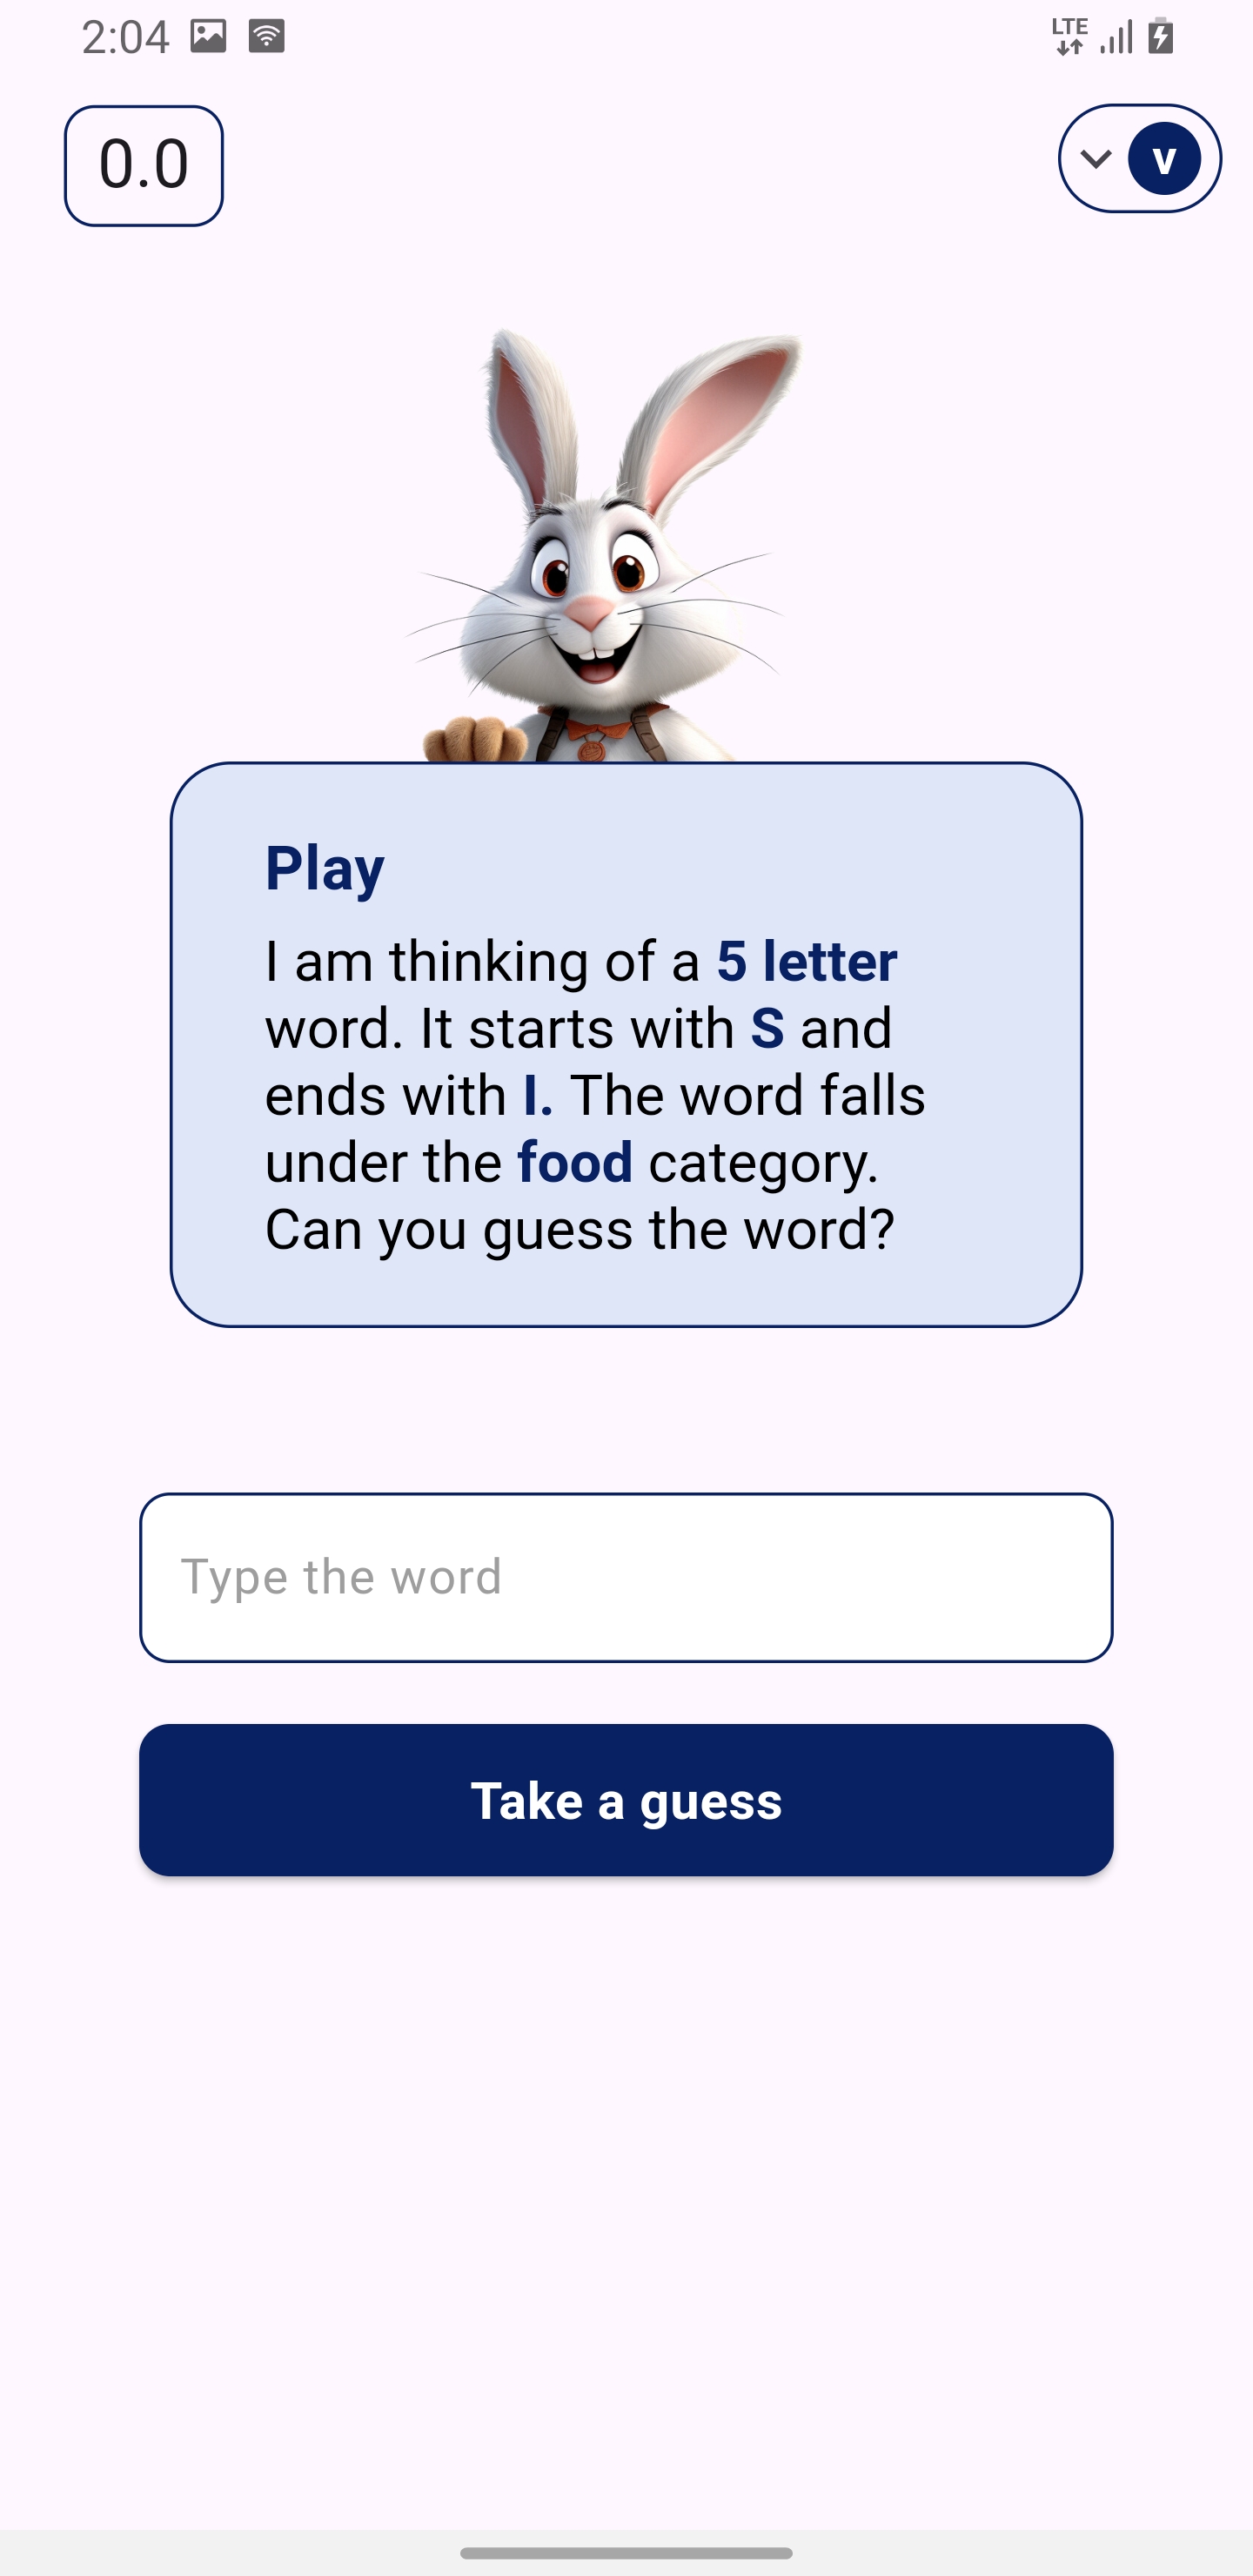 2:04
LTE
0.0
v
Play
I am thinking of a 5 letter
word. It starts with S and
ends with I. The word falls
under the food category.
Can you guess the word?
Type the word
Take a guess